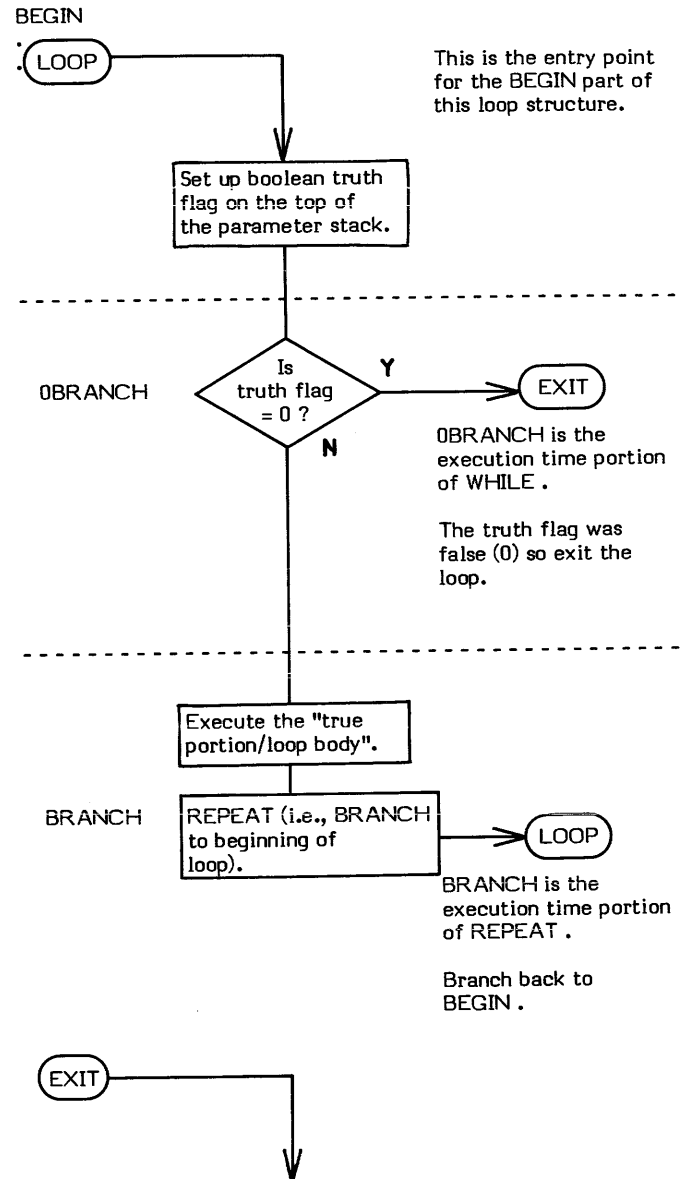 BEGIN
LOOP
This is the entry point
for the BEGIN part of
this loop structure.
Set up boolean truth
flag on the top of
the parameter stack.
0BRANCH
Is
truth flag
= 0 ?
Y
EXIT
N
0BRANCH is the
execution time portion
of WHILE .
The truth flag was
false (0) so exit the
loop.
Execute the "true
portion/loop body".
BRANCH
REPEAT (i.e., BRANCH
to beginning of
loop).
LOOP
BRANCH is the
execution time portion
of REPEAT .
Branch back to
BEGIN .
EXIT